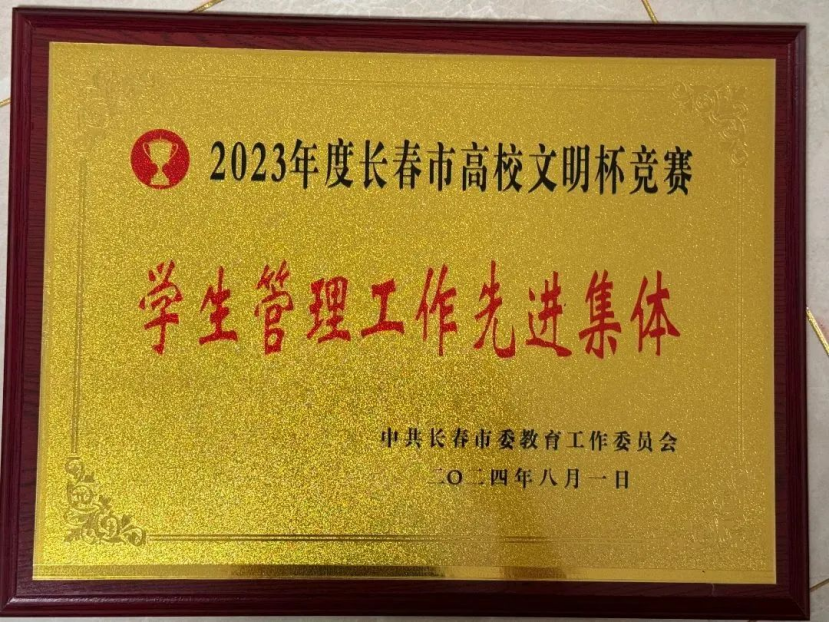 2023年度长春市高校文明杯竞赛
学生管理工作先进集体
中共长春市委教育工作委员会
二〇二四年八月一日